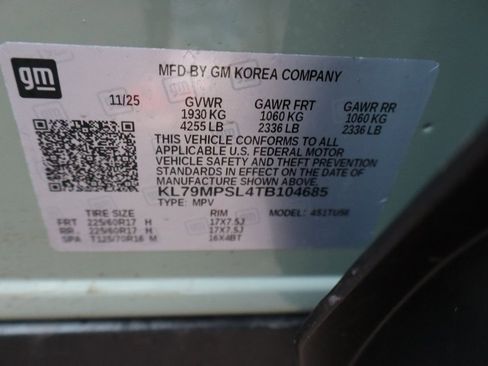 gm
MFD BY GM KOREA COMPANY
11/25 GVWR GAWR FRT GAWR RR
1930 KG 1060 KG 1060 KG
4255 LB 2336 LB 2336 LB
THIS VEHICLE CONFORMS TO ALL
APPLICABLE U.S. FEDERAL MOTOR
VEHICLE SAFETY AND THEFT PREVENTION
STANDARDS IN EFFECT ON THE DATE OF
MANUFACTURE SHOWN ABOVE.
KL79MPSL4TB104685
TYPE: MPV
TIRE SIZE RIM MODEL: 4S1TU56
FRT 225/60R17 H 17X7.5J
RR 225/60R17 H 17X7.5J
SPA T125/70R16 M 16X4BT